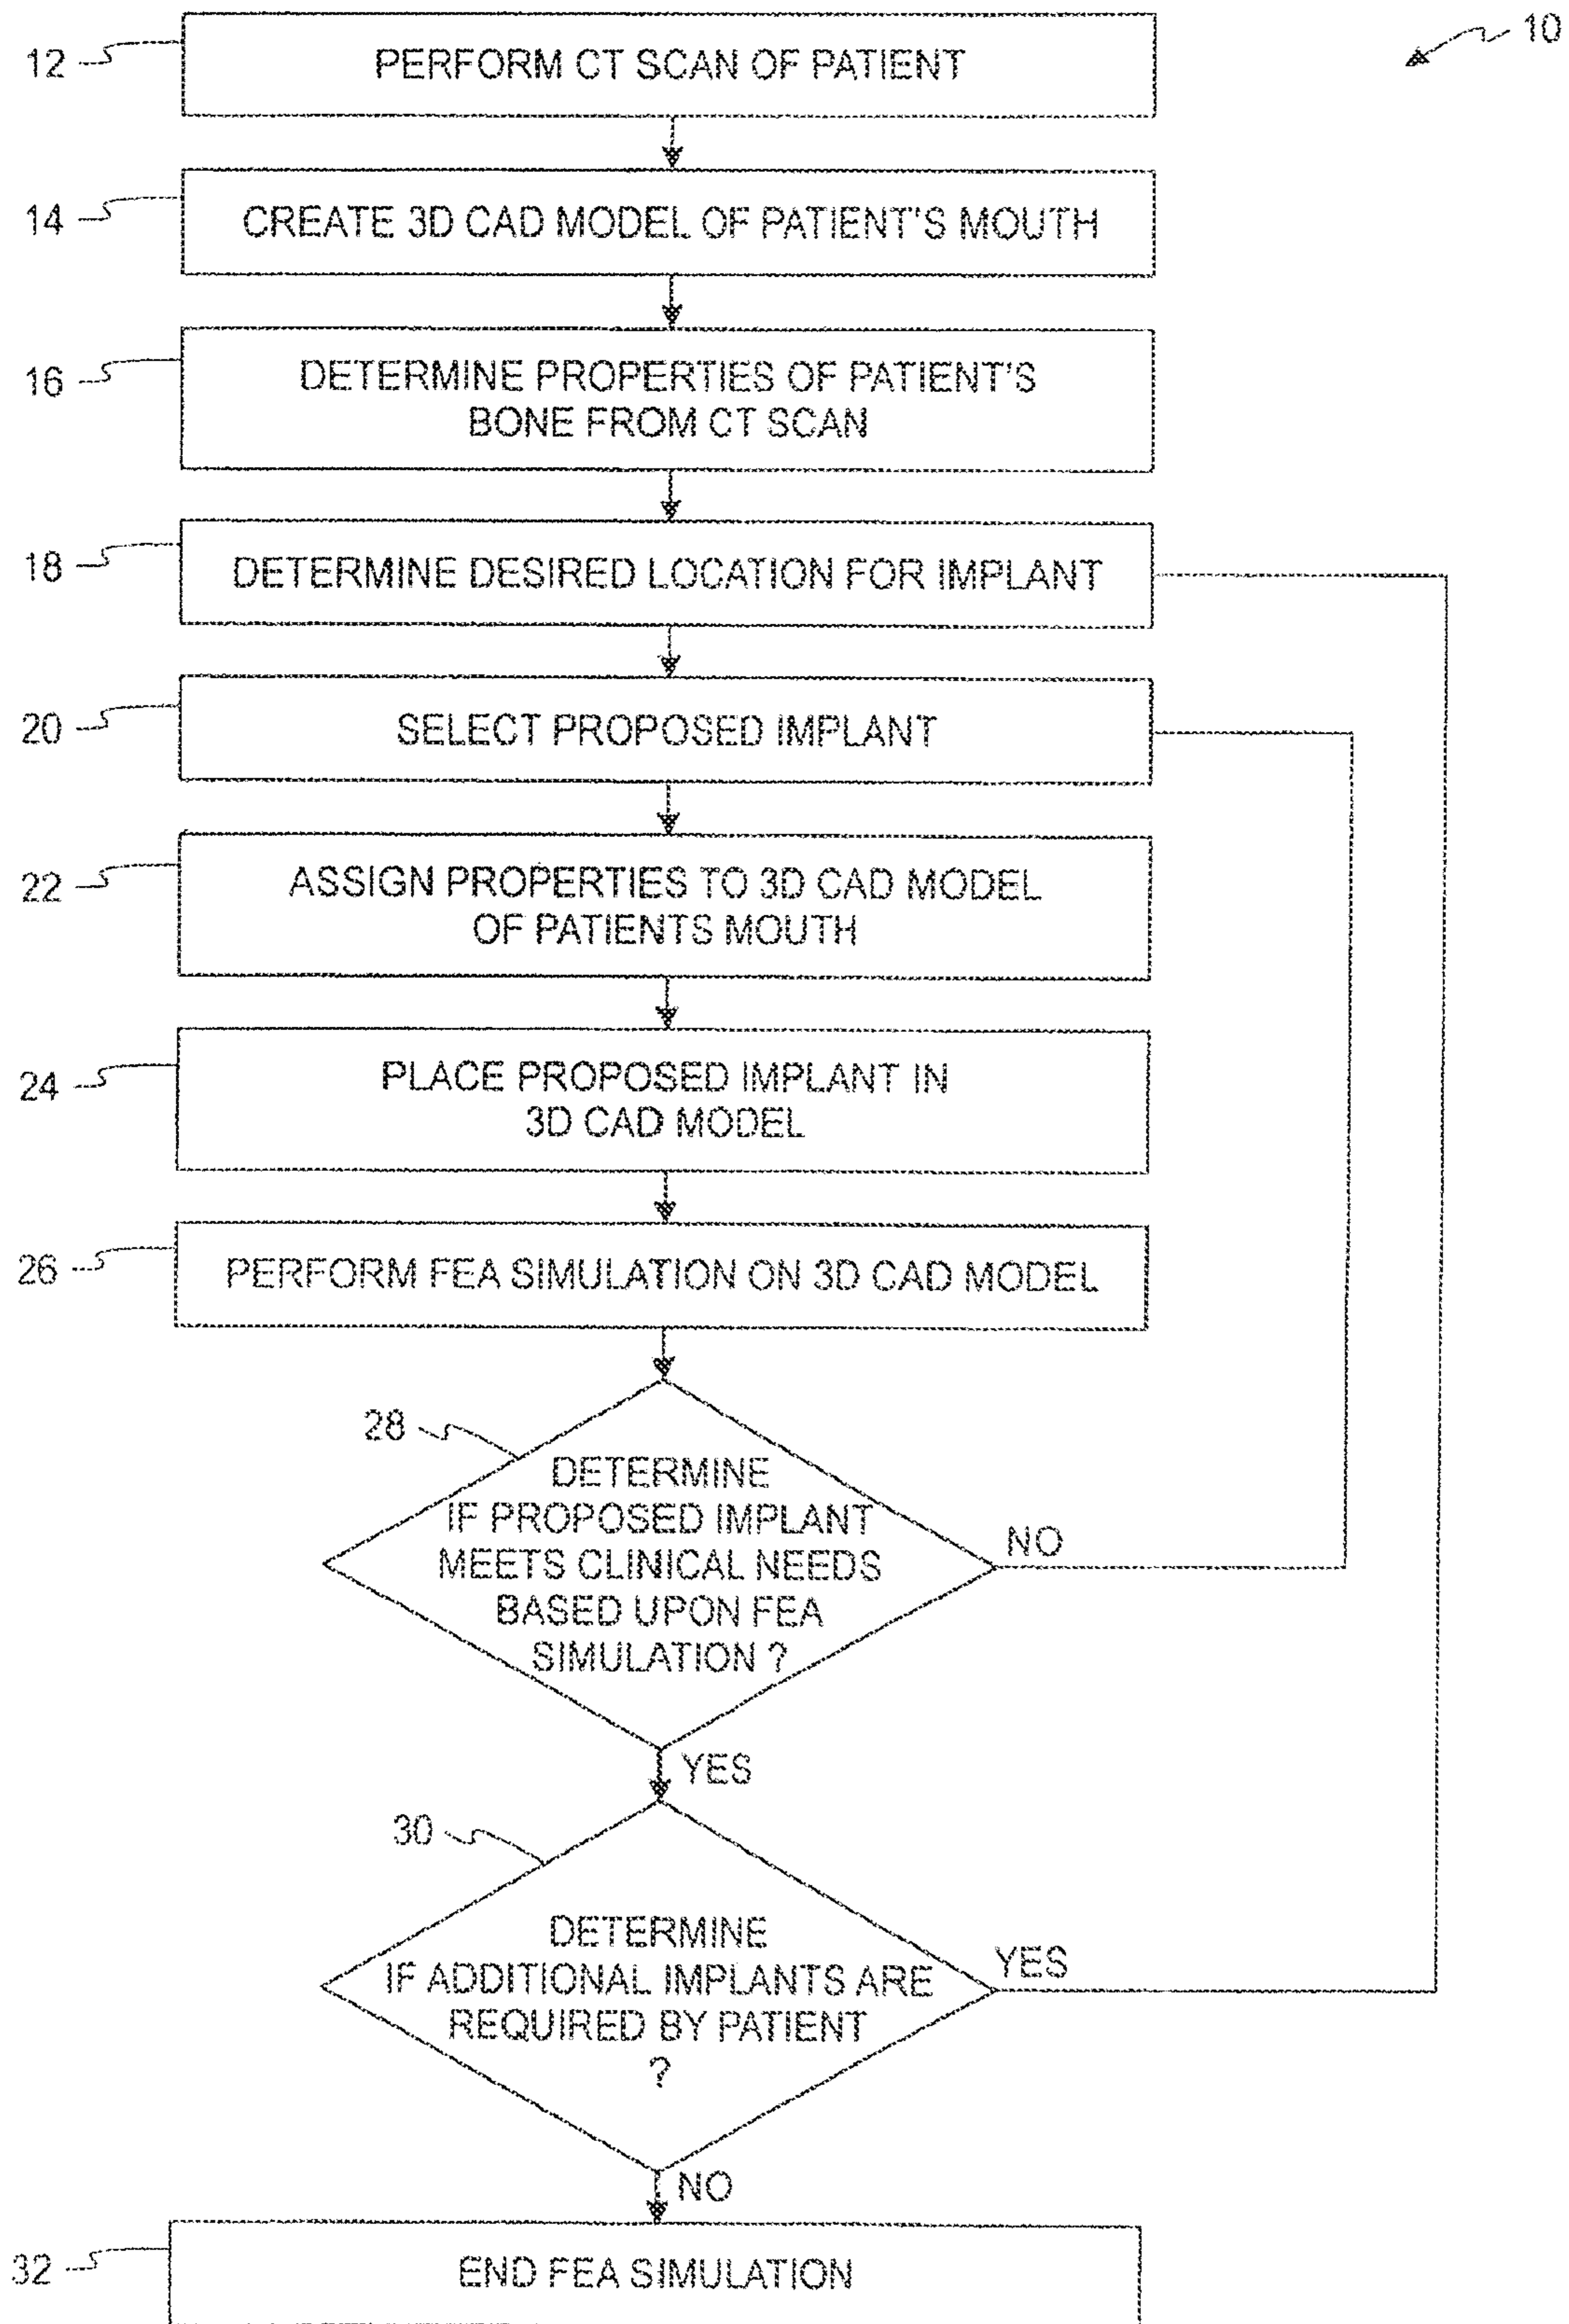 10
12
PERFORM CT SCAN OF PATIENT
14
CREATE 3D CAD MODEL OF PATIENT'S MOUTH
16
DETERMINE PROPERTIES OF PATIENT'S
BONE FROM CT SCAN
18
DETERMINE DESIRED LOCATION FOR IMPLANT
20
SELECT PROPOSED IMPLANT
22
ASSIGN PROPERTIES TO 3D CAD MODEL
OF PATIENTS MOUTH
24
PLACE PROPOSED IMPLANT IN
3D CAD MODEL
26
PERFORM FEA SIMULATION ON 3D CAD MODEL
28
DETERMINE
IF PROPOSED IMPLANT
MEETS CLINICAL NEEDS
BASED UPON FEA
SIMULATION ?
NO
YES
30
DETERMINE
IF ADDITIONAL IMPLANTS ARE
REQUIRED BY PATIENT
?
YES
NO
32
END FEA SIMULATION